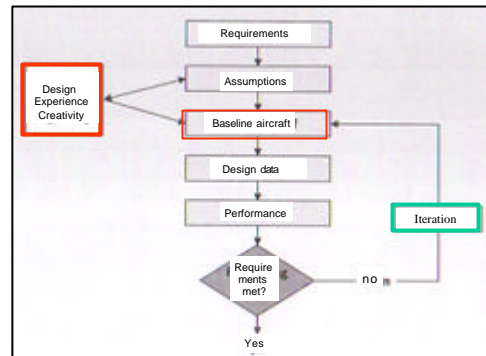 Requirements
Design
Experience
Creativity
Assumptions
Baseline aircraft
Design data
Performance
Iteration
Require
ments
met?
no
Yes